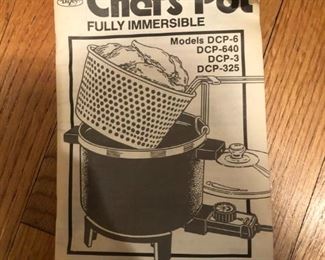 Chef's Pot
FULLY IMMERSIBLE
Models DCP-6
DCP-640
DCP-3
DCP-325